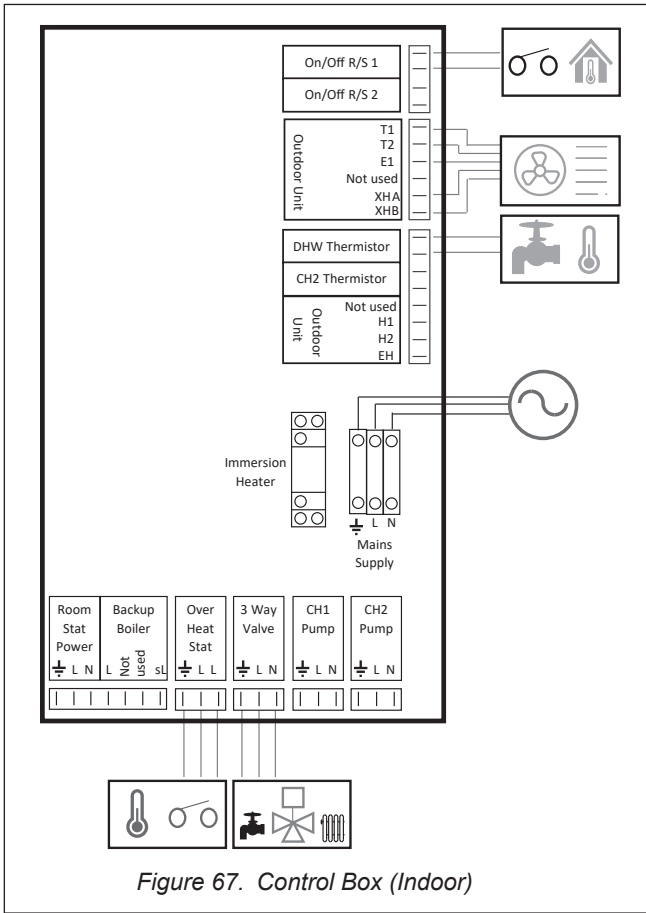 On/Off R/S 1
On/Off R/S 2
Outdoor Unit
T1
T2
E1
Not used
XHA
XHB
DHW Thermistor
CH2 Thermistor
Outdoor
Unit
Not used
H1
H2
EH
Immersion
Heater
L N
Mains
Supply
Room
Stat
Power
L N
Backup
Boiler
L Not used sL
Over
Heat
Stat
L L
3 Way
Valve
L N
CH1
Pump
L N
CH2
Pump
L N
Figure 67. Control Box (Indoor)